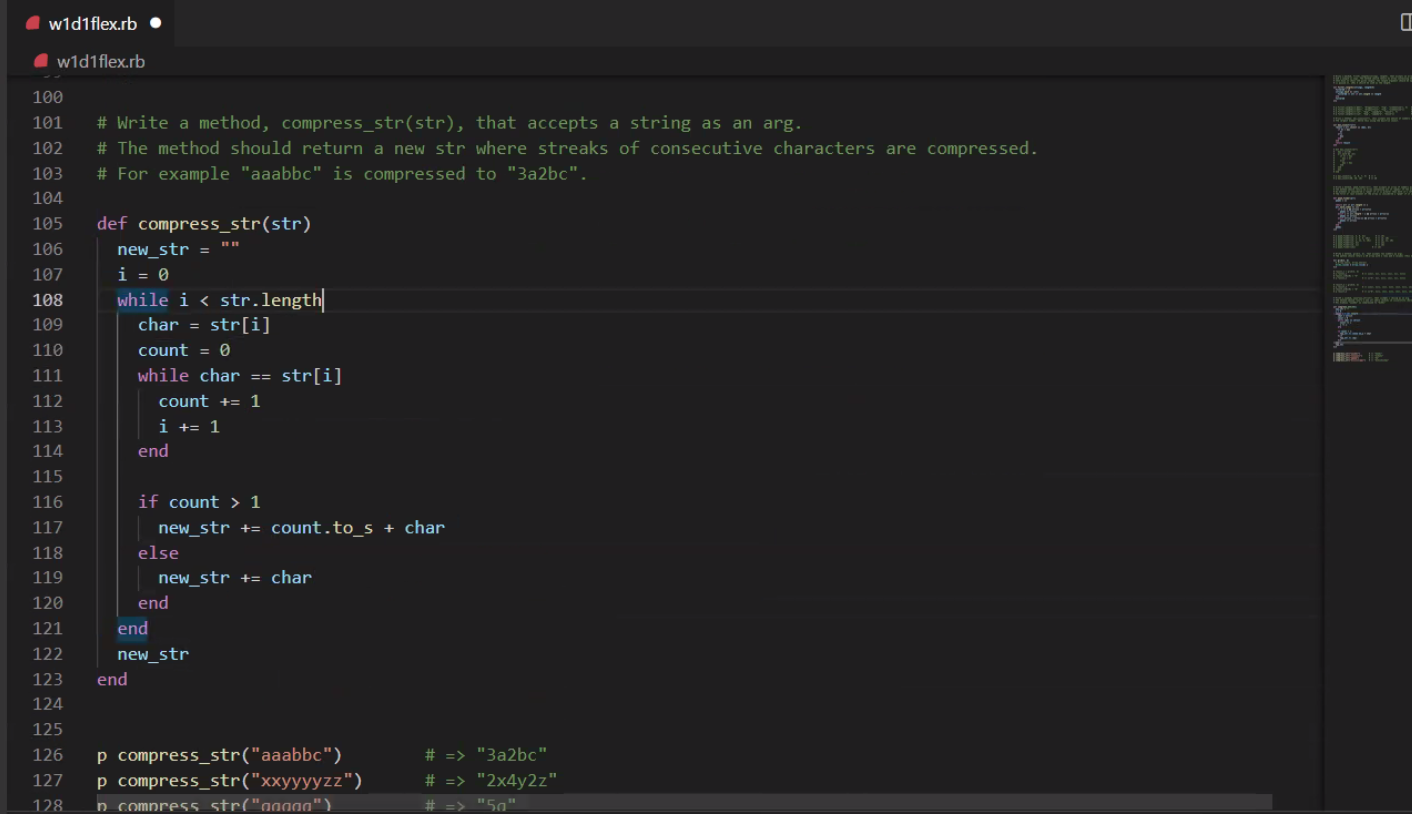 w1d1flex.rb
w1d1flex.rb
100
101 # Write a method, compress_str(str), that accepts a string as an arg.
102 # The method should return a new str where streaks of consecutive characters are compressed.
103 # For example "aaabbc" is compressed to "3a2bc".
104
105 def compress_str(str)
106 new_str = ""
107 i = 0
108 while i < str.length
109 char = str[i]
110 count = 0
111 while char == str[i]
112 count += 1
113 i += 1
114 end
115
116 if count > 1
117 new_str += count.to_s + char
118 else
119 new_str += char
120 end
121 end
122 new_str
123 end
124
125
126 p compress_str("aaabbc") # => "3a2bc"
127 p compress_str("xxyyyyzz") # => "2x4y2z"
128 p compress_str( # =>